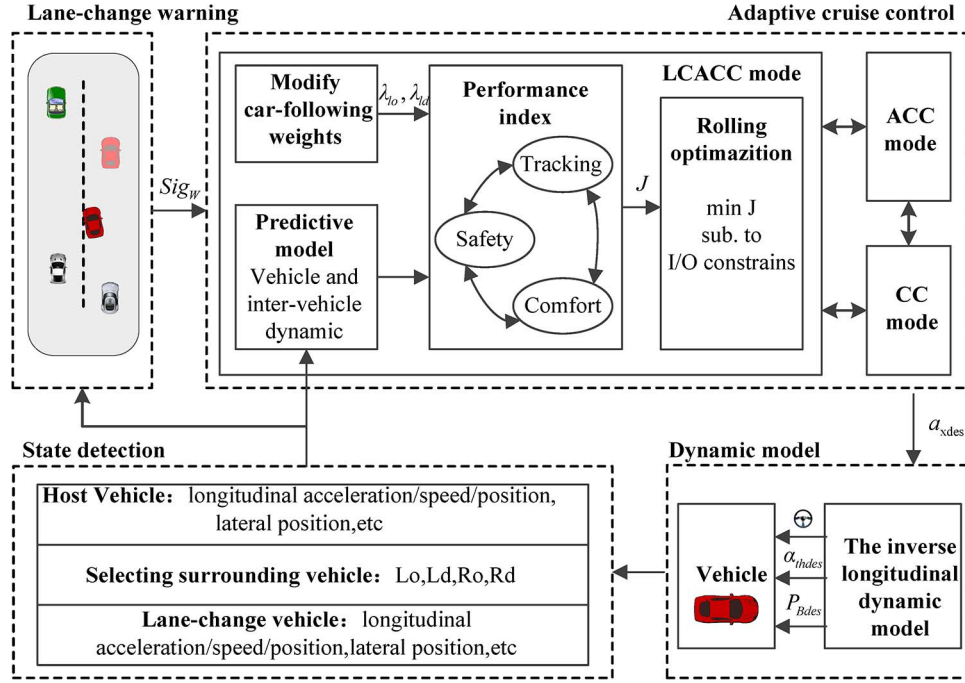 Lane-change warning
Adaptive cruise control
Modify
car-following
weights
λlo, λld
Performance
index
LCACC mode
Rolling
optimazition
min J
sub. to
I/O constrains
ACC
mode
SigW
Tracking
J
Safety
Comfort
Predictive
model
Vehicle and
inter-vehicle
dynamic
CC
mode
axdes
State detection
Dynamic model
Host Vehicle：longitudinal acceleration/speed/position,
lateral position,etc
Selecting surrounding vehicle：Lo,Ld,Ro,Rd
Lane-change vehicle：longitudinal
acceleration/speed/position,lateral position,etc
Vehicle
αthdes
PBdes
The inverse
longitudinal
dynamic
model